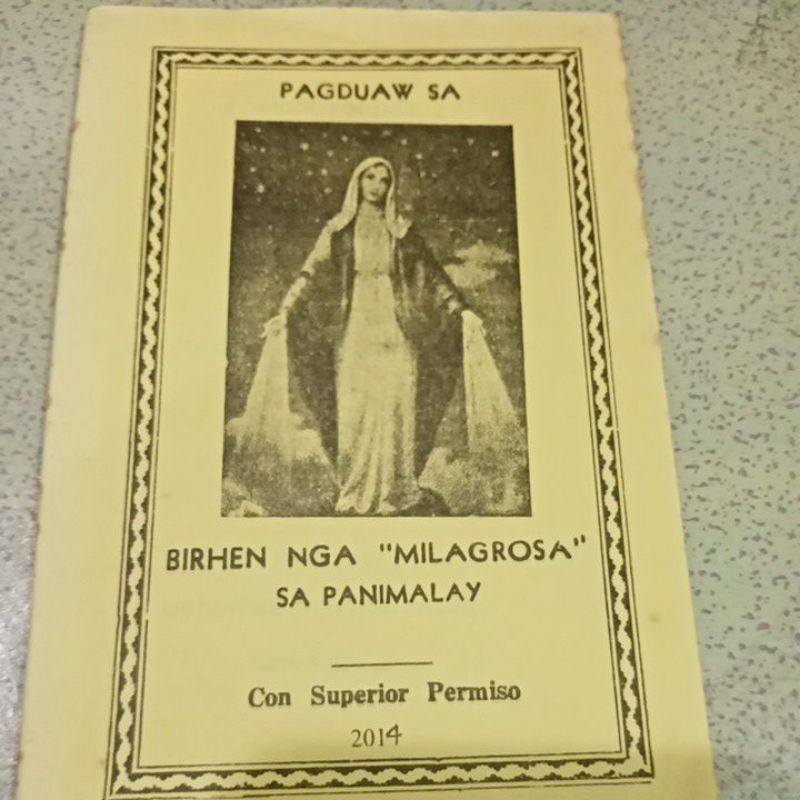 PAGDUAW SA
BIRHEN NGA "MILAGROSA"
SA PANIMALAY
Con Superior Permiso
2014